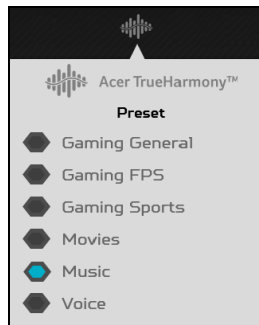 Acer TrueHarmony™
Preset
Gaming General
Gaming FPS
Gaming Sports
Movies
Music
Voice